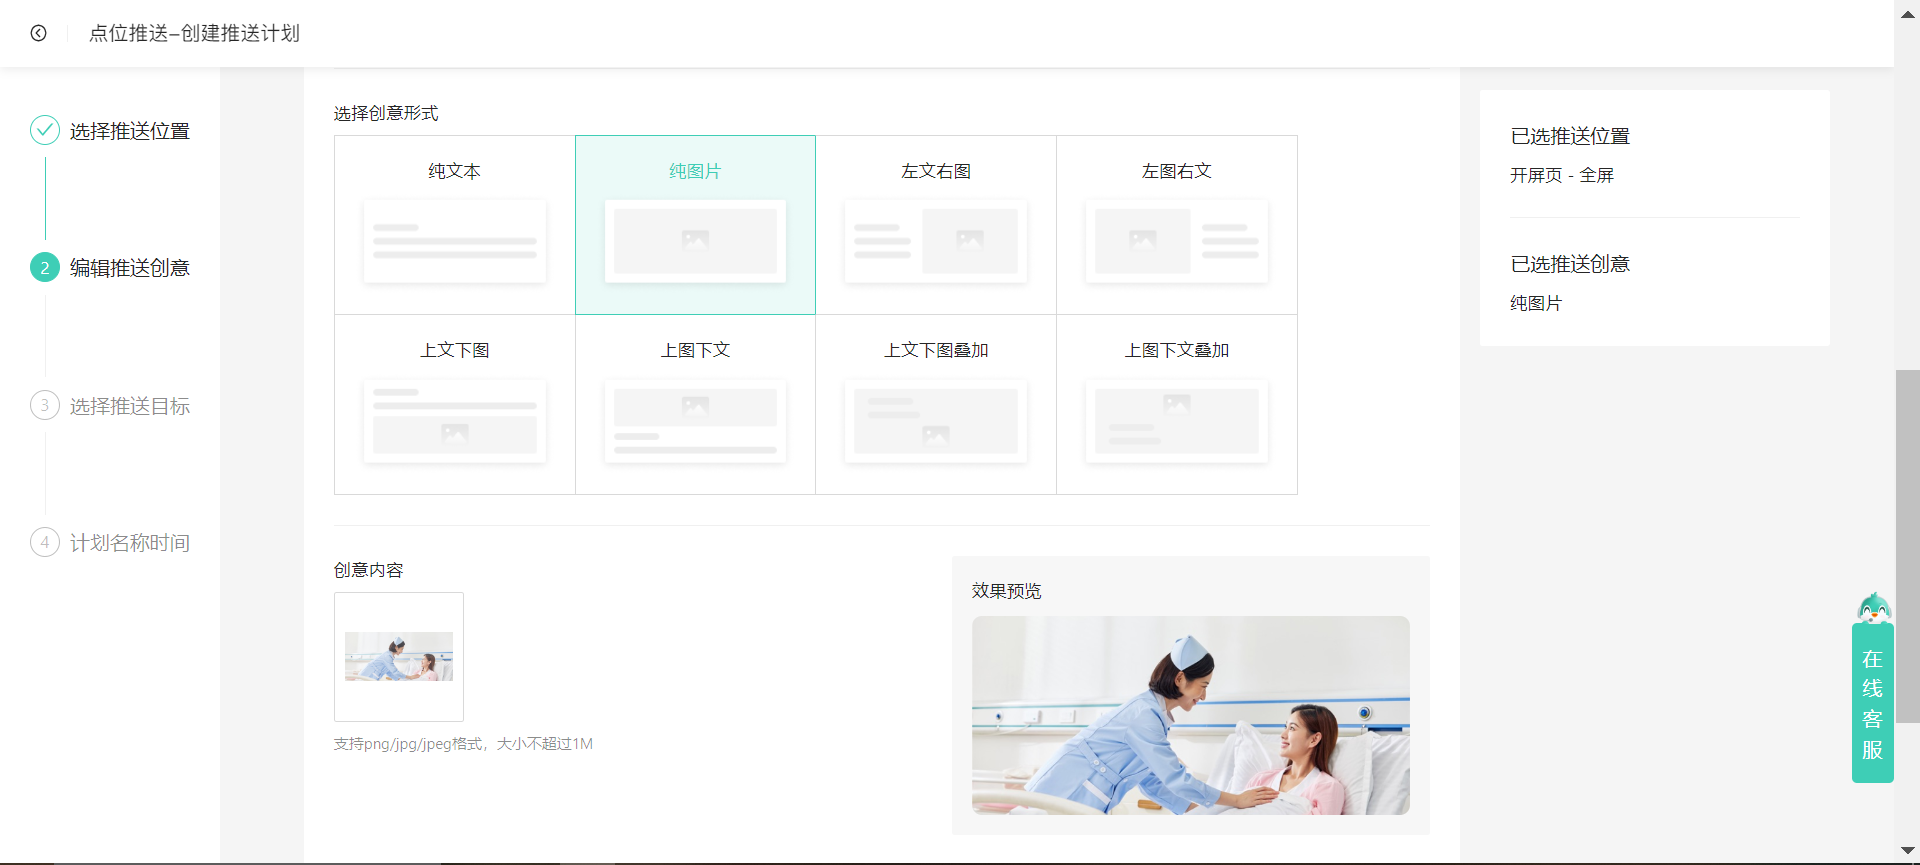 点位推送–创建推送计划
选择推送位置
2 编辑推送创意
3 选择推送目标
4 计划名称时间
选择创意形式
纯文本
纯图片
左文右图
左图右文
上文下图
上图下文
上文下图叠加
上图下文叠加
创意内容
支持png/jpg/jpeg格式，大小不超过1M
效果预览
已选推送位置
开屏页 - 全屏
已选推送创意
纯图片
在线客服